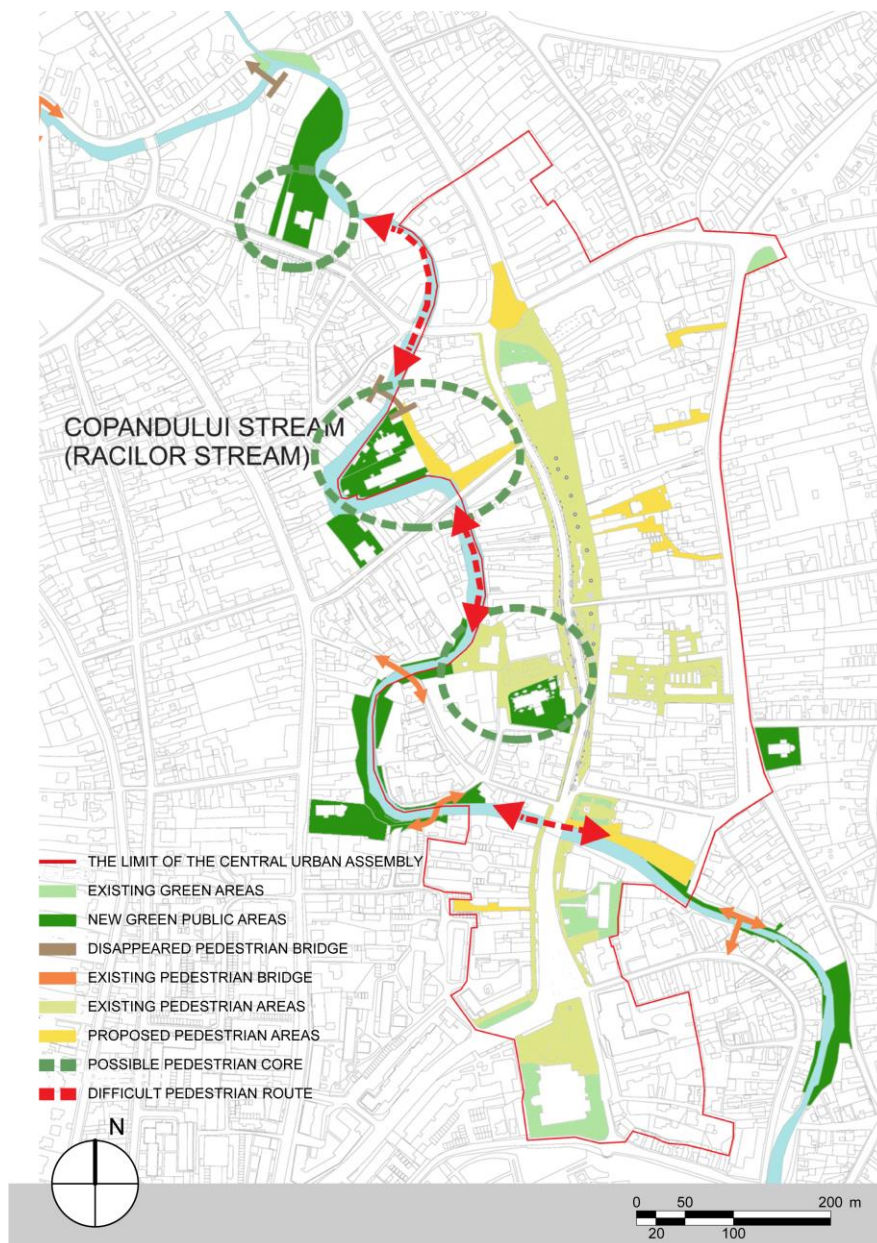 COPANDULUI STREAM
(RACILOR STREAM)
THE LIMIT OF THE CENTRAL URBAN ASSEMBLY
EXISTING GREEN AREAS
NEW GREEN PUBLIC AREAS
DISAPPEARED PEDESTRIAN BRIDGE
EXISTING PEDESTRIAN BRIDGE
EXISTING PEDESTRIAN AREAS
PROPOSED PEDESTRIAN AREAS
POSSIBLE PEDESTRIAN CORE
DIFFICULT PEDESTRIAN ROUTE
N
0 50 200 m
20 100